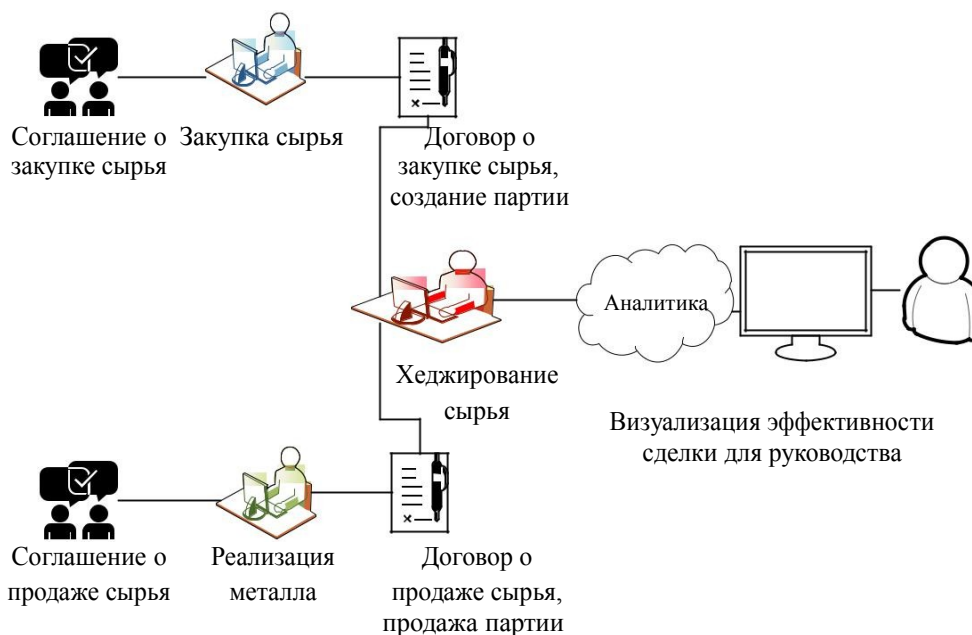 Соглашение о
закупке сырья
Закупка сырья
Договор о
закупке сырья,
создание партии
Хеджирование
сырья
Аналитика
Визуализация эффективности
сделки для руководства
Соглашение о
продаже сырья
Реализация
металла
Договор о
продаже сырья,
продажа партии